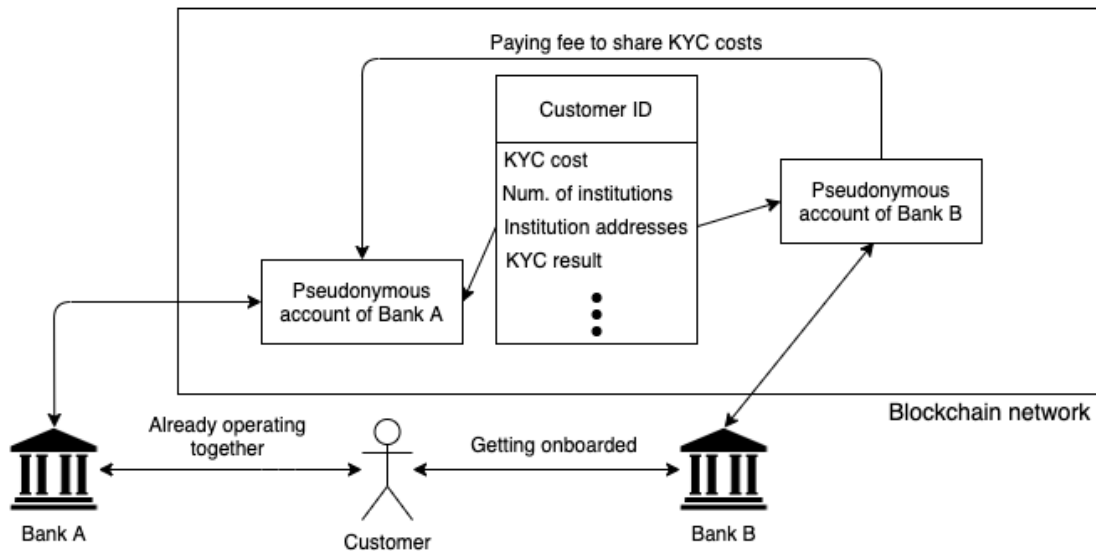 Paying fee to share KYC costs
Customer ID
KYC cost
Num. of institutions
Institution addresses
KYC result
Pseudonymous
account of Bank B
Pseudonymous
account of Bank A
Blockchain network
Already operating
together
Getting onboarded
Bank A
Customer
Bank B